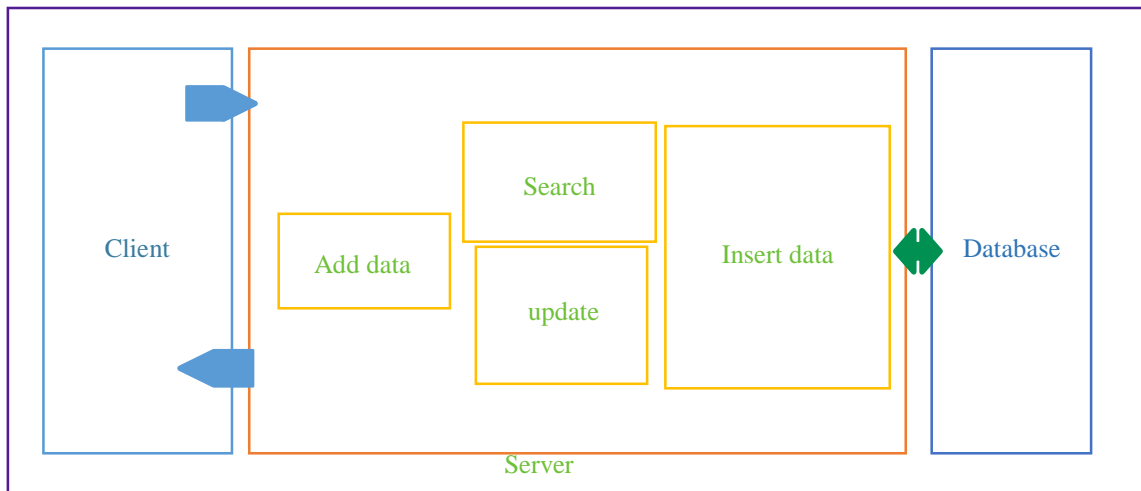 Client
Add data
Search
update
Insert data
Database
Server